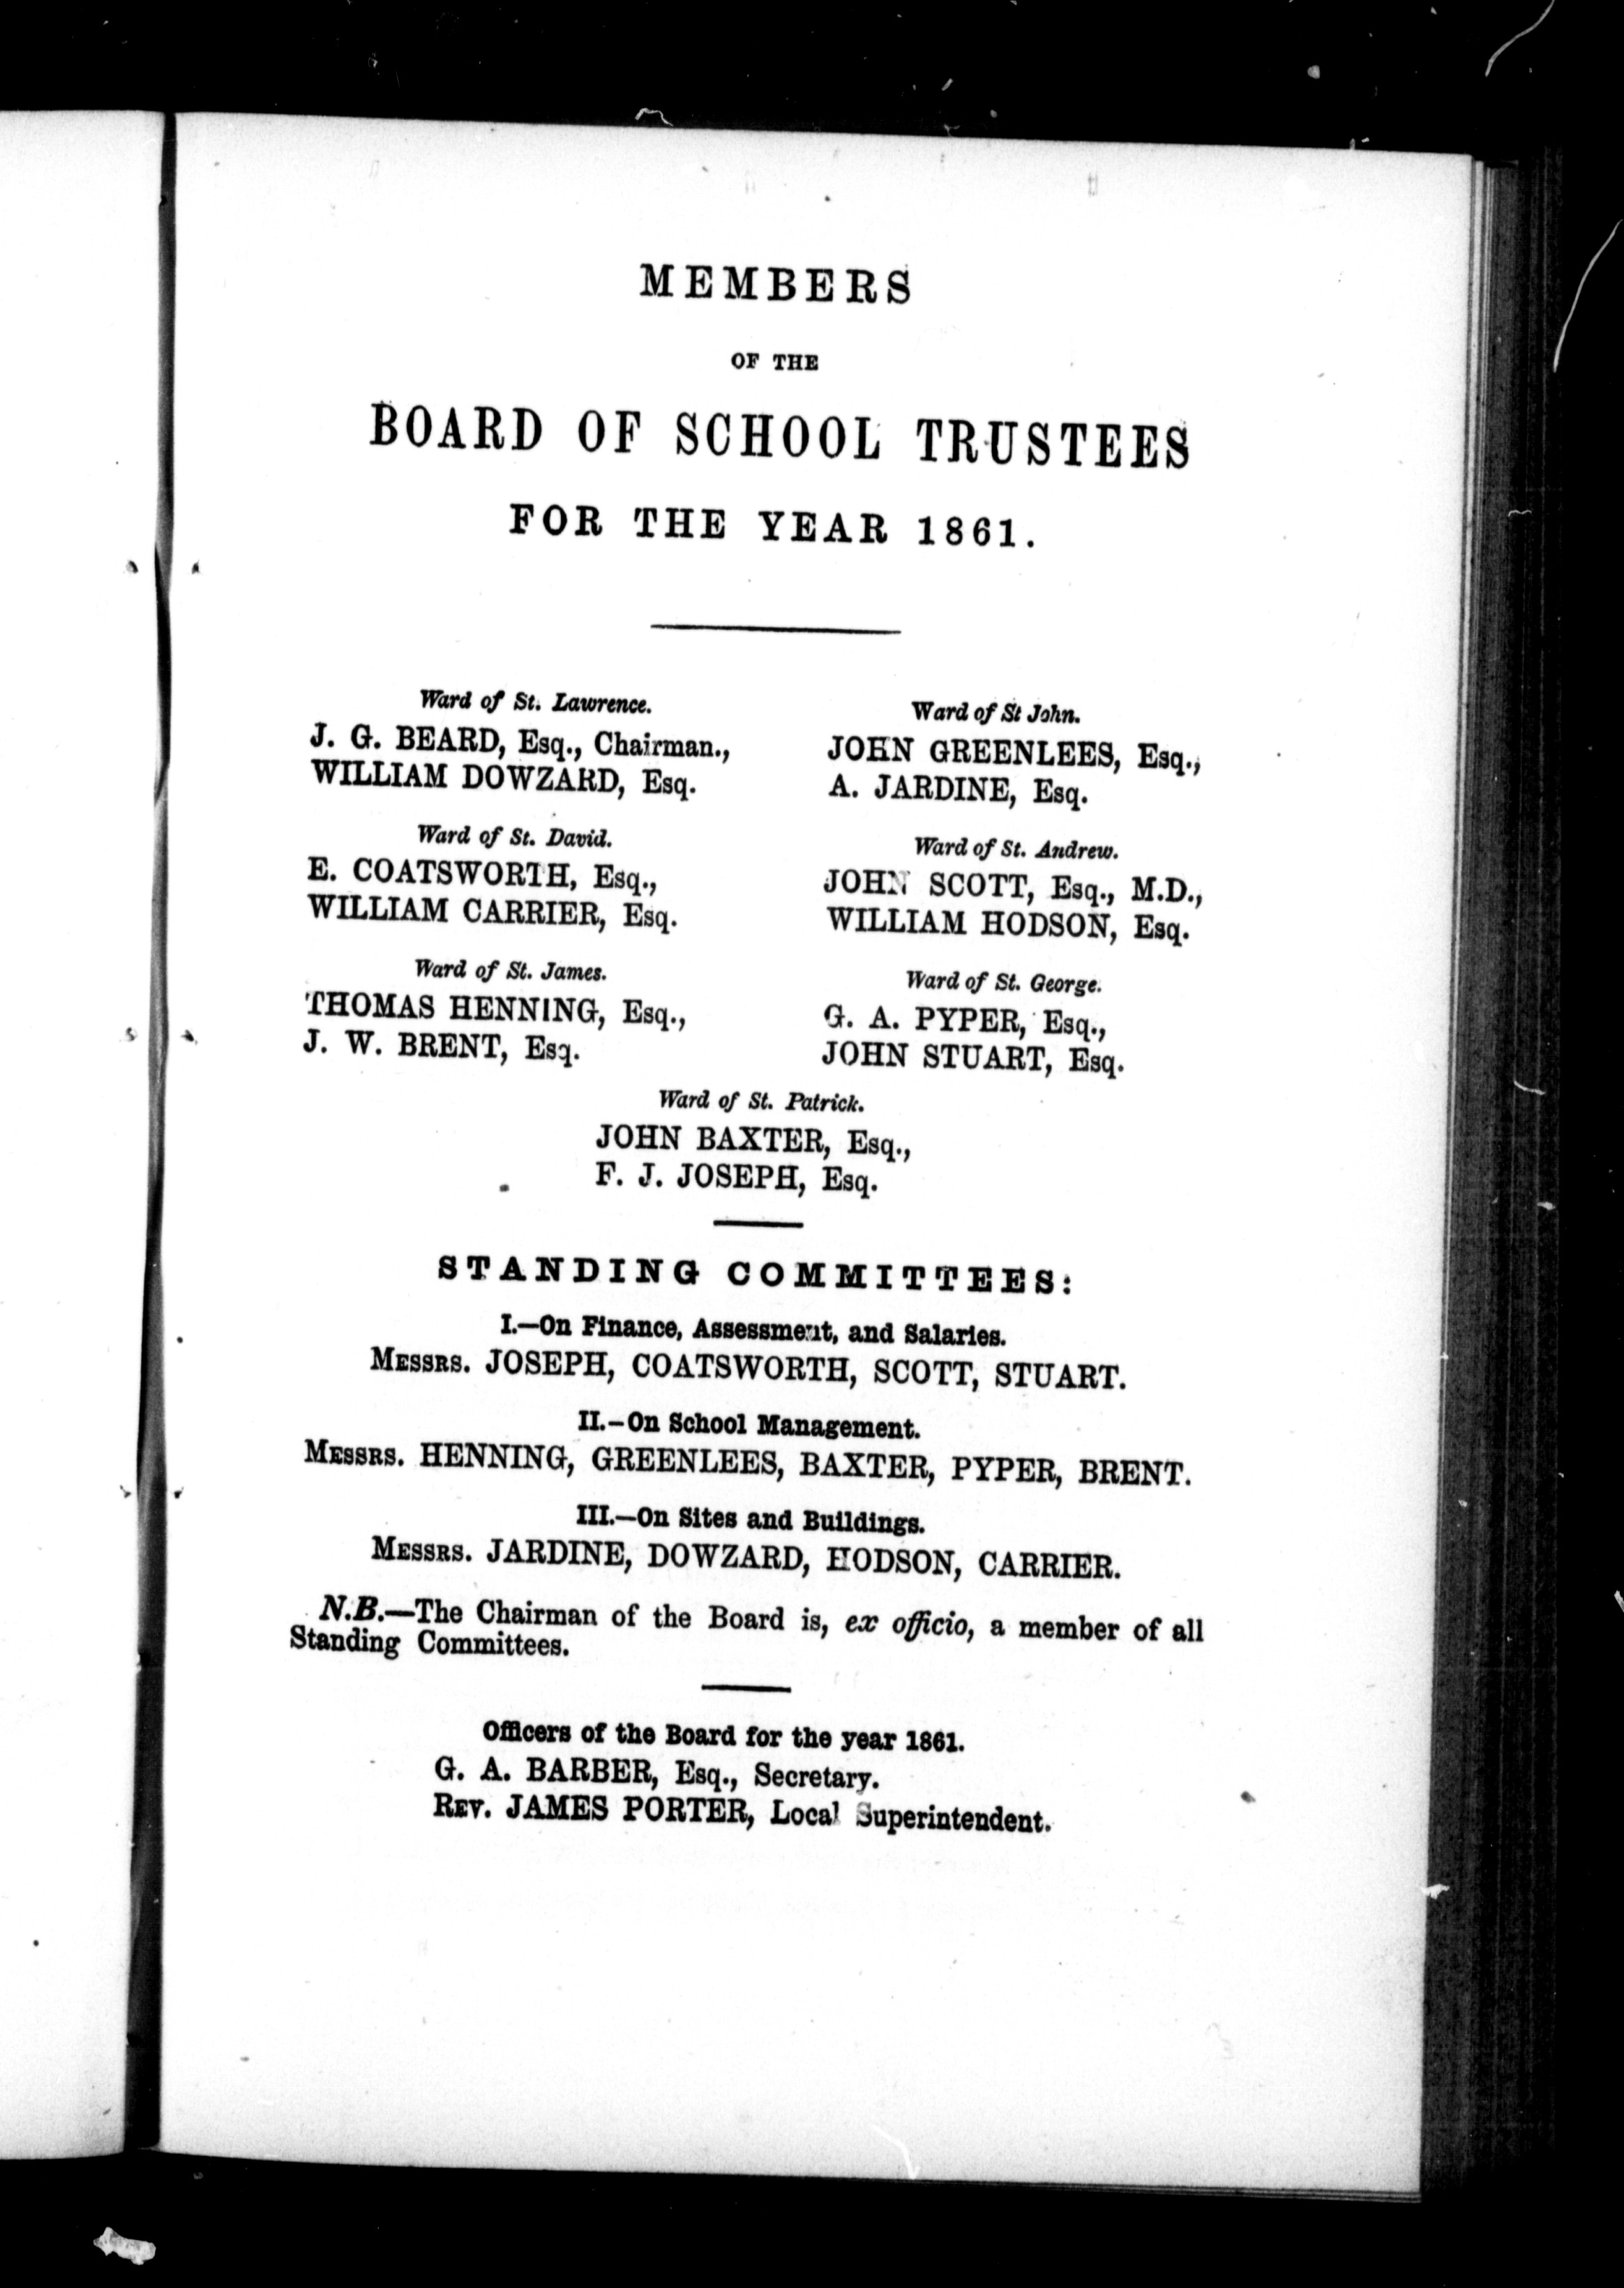 MEMBERS
OF THE
BOARD OF SCHOOL TRUSTEES
FOR THE YEAR 1861.
Ward of St. Lawrence.
J. G. BEARD, Esq., Chairman.,
WILLIAM DOWZARD, Esq.
Ward of St John.
JOHN GREENLEES, Esq.,
A. JARDINE, Esq.
Ward of St. David.
E. COATSWORTH, Esq.,
WILLIAM CARRIER, Esq.
Ward of St. Andrew.
JOHN SCOTT, Esq., M.D.,
WILLIAM HODSON, Esq.
Ward of St. James.
THOMAS HENNING, Esq.,
J. W. BRENT, Esq.
Ward of St. George.
G. A. PYPER, Esq.,
JOHN STUART, Esq.
Ward of St. Patrick.
JOHN BAXTER, Esq.,
F. J. JOSEPH, Esq.
STANDING COMMITTEES:
I.—On Finance, Assessment, and Salaries.
MESSRS. JOSEPH, COATSWORTH, SCOTT, STUART.
II.—On School Management.
MESSRS. HENNING, GREENLEES, BAXTER, PYPER, BRENT.
III.—On Sites and Buildings.
MESSRS. JARDINE, DOWZARD, HODSON, CARRIER.
N.B.—The Chairman of the Board is, ex officio, a member of all
Standing Committees.
Officers of the Board for the year 1861.
G. A. BARBER, Esq., Secretary.
REV. JAMES PORTER, Local Superintendent.